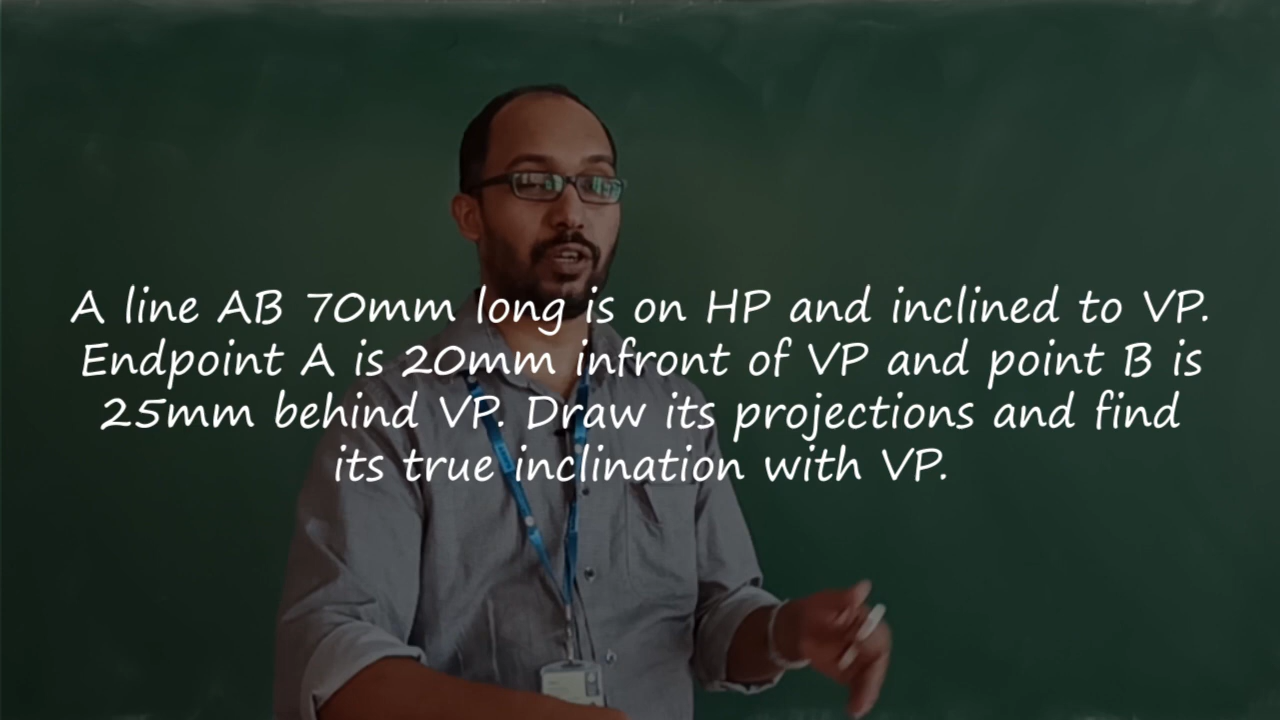 A line AB 70mm long is on HP and inclined to VP.
Endpoint A is 20mm infront of VP and point B is
25mm behind VP. Draw its projections and find
its true inclination with VP.